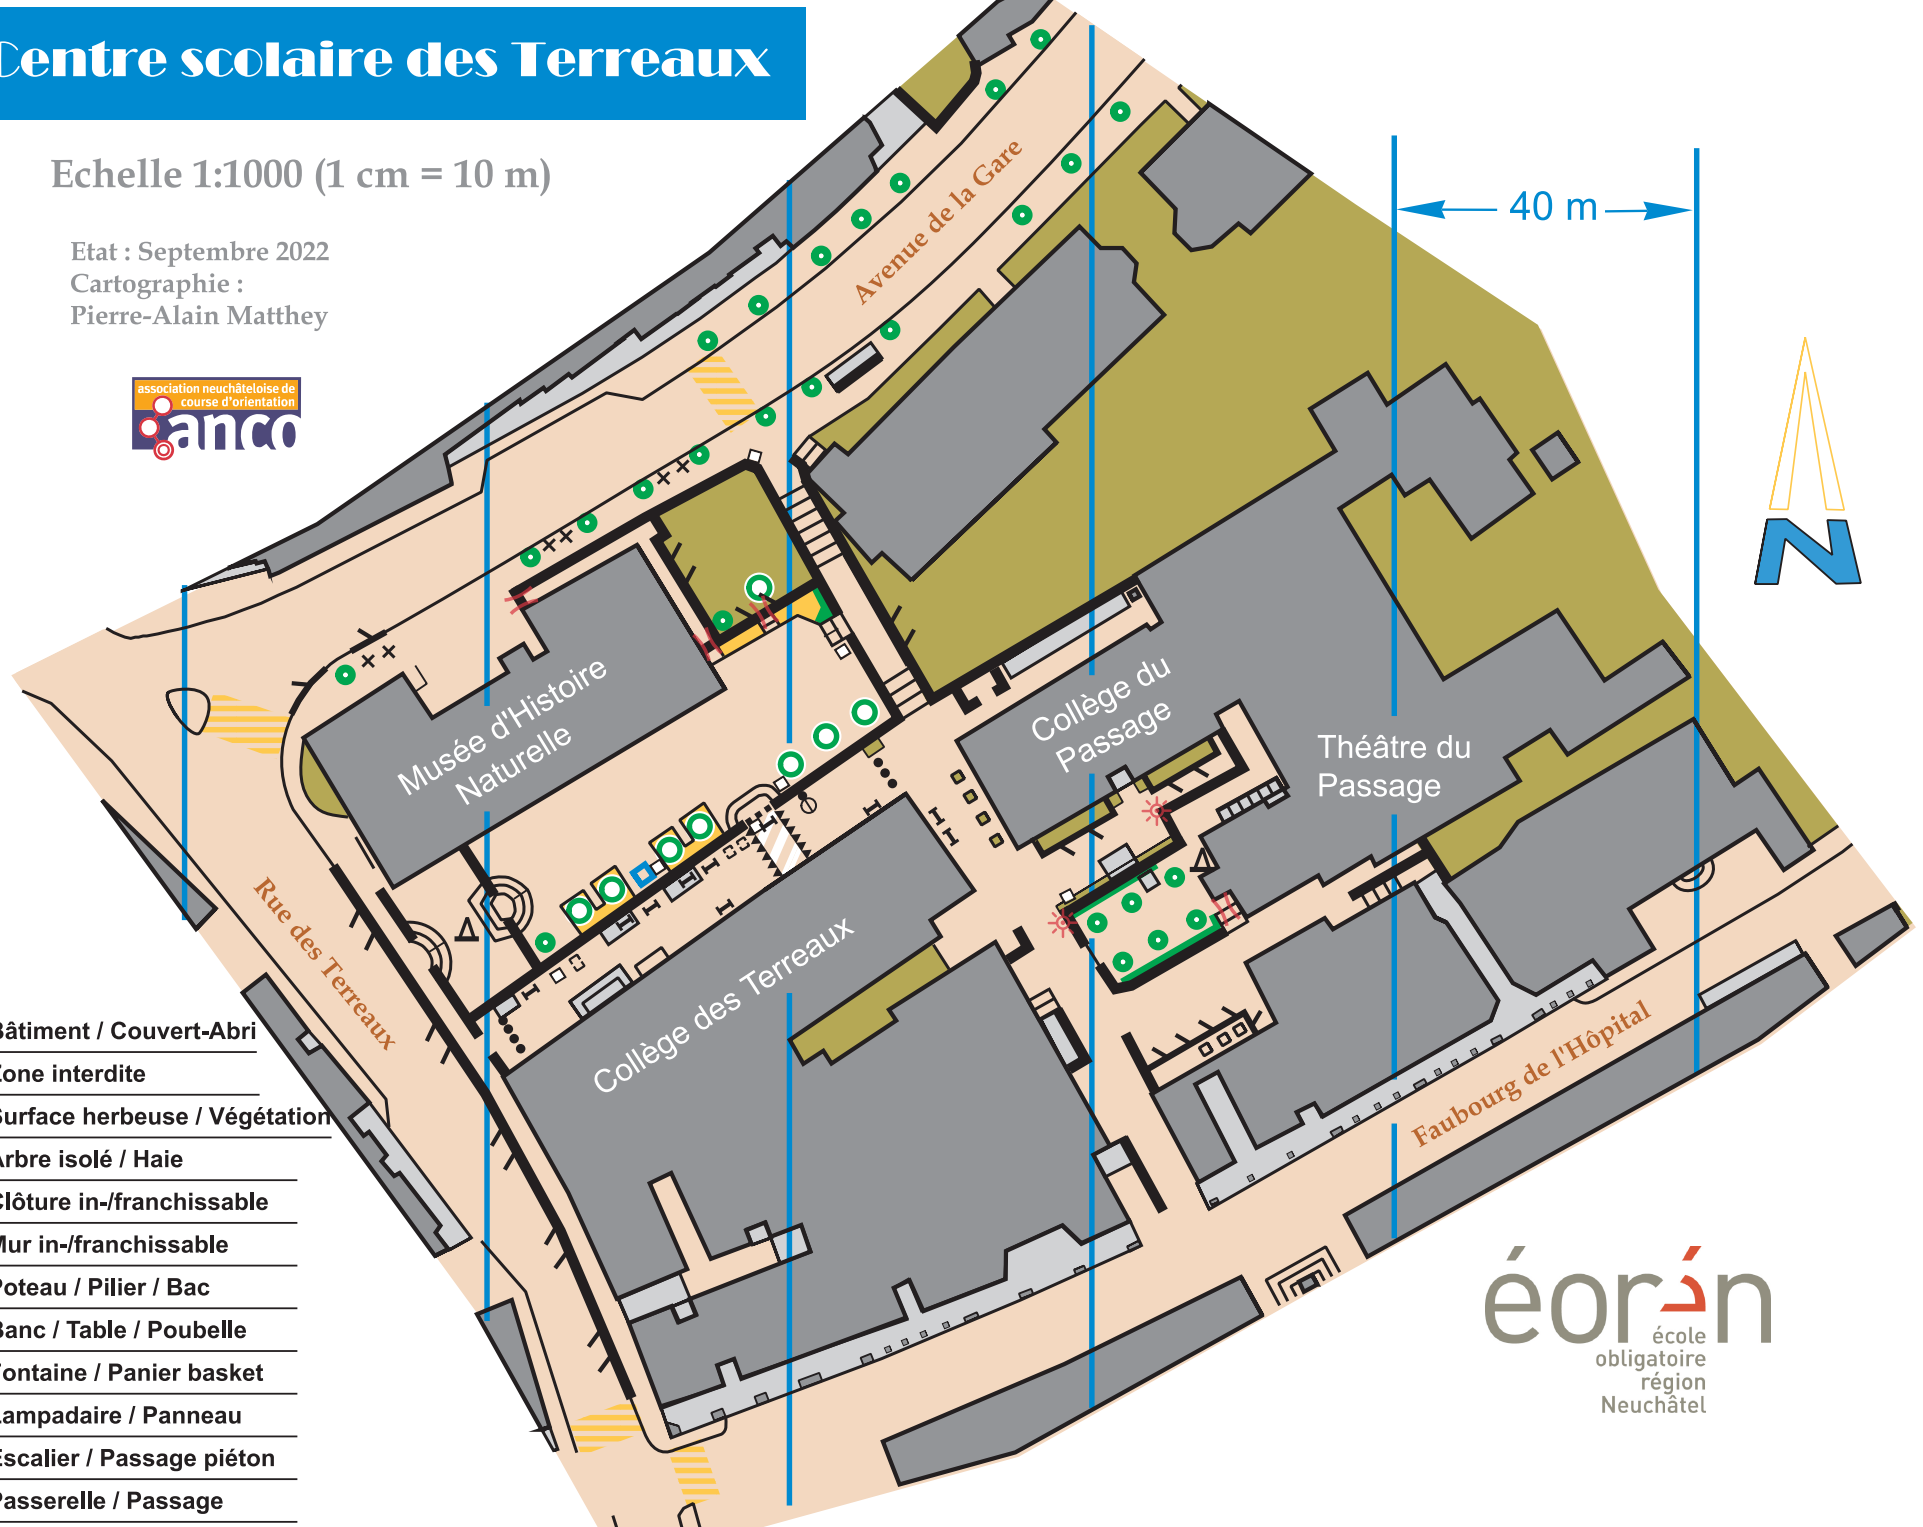 Centre scolaire des Terreaux
Echelle 1:1000 (1 cm = 10 m)
Etat : Septembre 2022
Cartographie :
Pierre-Alain Matthey
association neuchâteloise de
course d'orientation
anco
Avenue de la Gare
40 m
N
Musée d'Histoire
Naturelle
Collège du
Passage
Théâtre du
Passage
Rue des Terreaux
Collège des Terreaux
Faubourg de l'Hôpital
Bâtiment / Couvert-Abri
Zone interdite
Surface herbeuse / Végétation
Arbre isolé / Haie
Clôture in-/franchissable
Mur in-/franchissable
Poteau / Pilier / Bac
Banc / Table / Poubelle
Fontaine / Panier basket
Lampadaire / Panneau
Escalier / Passage piéton
Passerelle / Passage
éorén
école
obligatoire
région
Neuchâtel